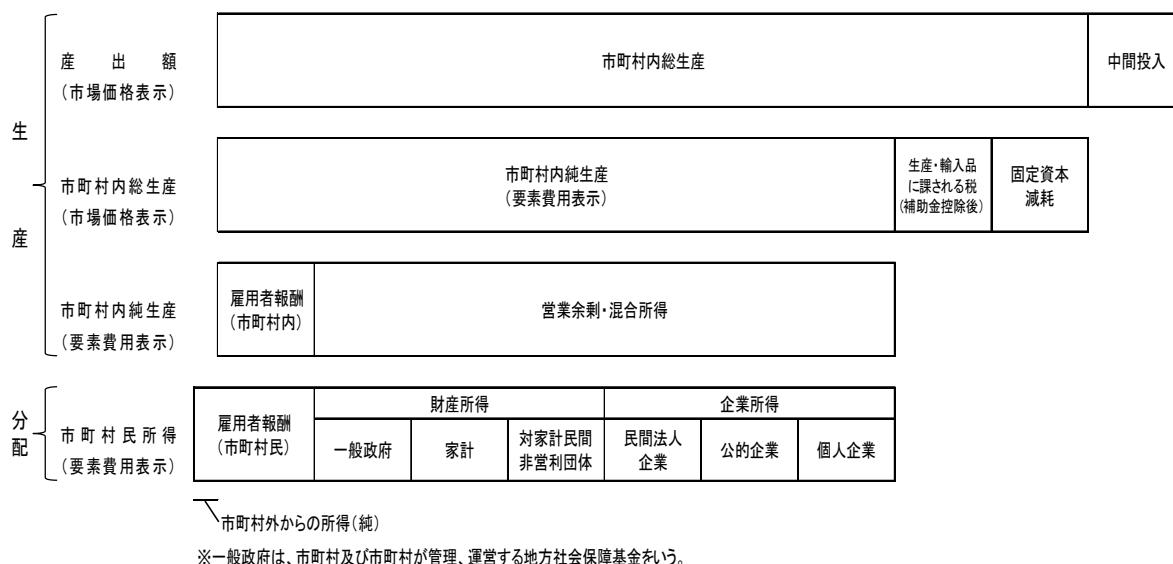 生
産
産出額
(市場価格表示)
市町村内総生産
中間投入
市町村内総生産
(市場価格表示)
市町村内純生産
(要素費用表示)
生産・輸入品
に課される税
(補助金控除後)
固定資本
減耗
市町村内純生産
(要素費用表示)
雇用者報酬
(市町村内)
営業余剰・混合所得
分
配
市町村民所得
(要素費用表示)
雇用者報酬
(市町村民)
財産所得
企業所得
一般政府
家計
対家計民間
非営利団体
民間法人
企業
公的企業
個人企業
市町村外からの所得(純)
※一般政府は、市町村及び市町村が管理、運営する地方社会保障基金をいう。